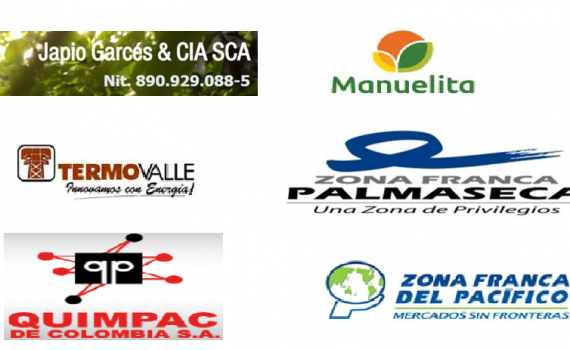 Japio Garcés & CIA SCA
Nit. 890.929.088-5
Manuelita
TERMOVALLE
Innovamos con Energía!
ZONA FRANCA
PALMASECA
Una Zona de Privilegios
qp
QUIMPAC
DE COLOMBIA S.A.
ZONA FRANCA
DEL PACÍFICO
MERCADOS SIN FRONTERAS